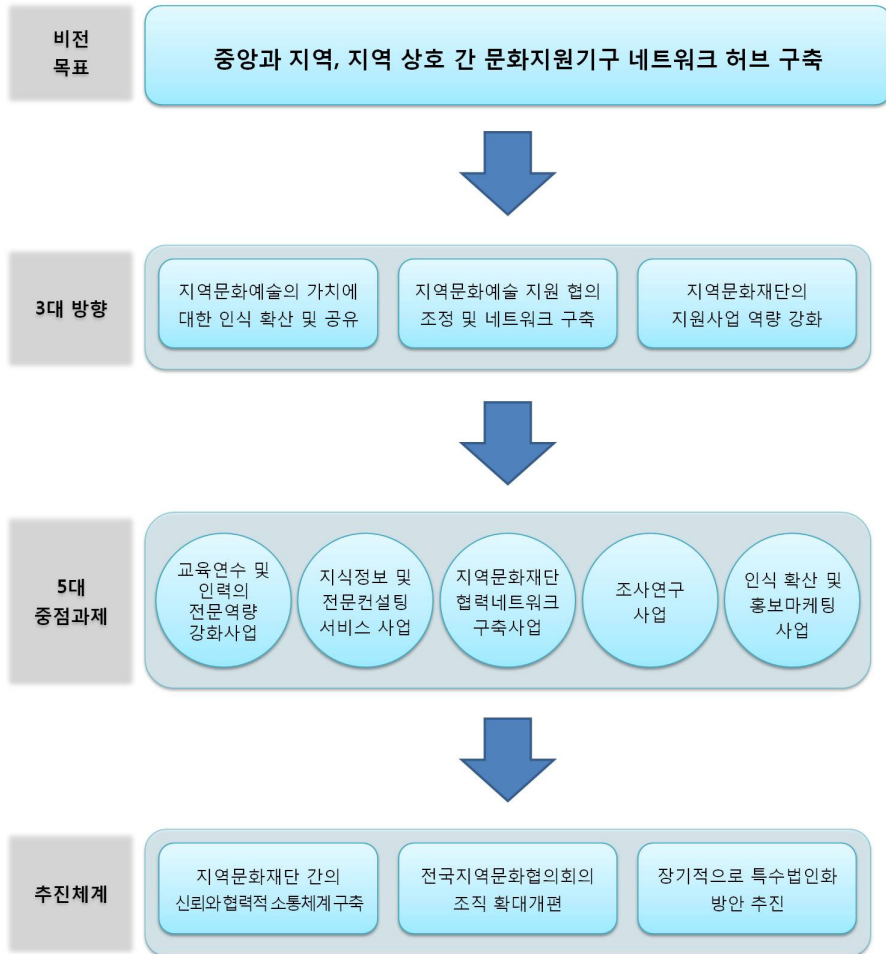 비전
목표
중앙과 지역, 지역 상호 간 문화지원기구 네트워크 허브 구축
3대 방향
지역문화예술의 가치에
대한 인식 확산 및 공유
지역문화예술 지원 협의
조정 및 네트워크 구축
지역문화재단의
지원사업 역량 강화
5대
중점과제
교육연수 및
인력의
전문역량
강화사업
지식정보 및
전문컨설팅
서비스 사업
지역문화재단
협력네트워크
구축사업
조사연구
사업
인식 확산 및
홍보마케팅
사업
추진체계
지역문화재단 간의
신뢰와 협력적 소통체계 구축
전국지역문화협의회의
조직 확대개편
장기적으로 특수법인화
방안 추진